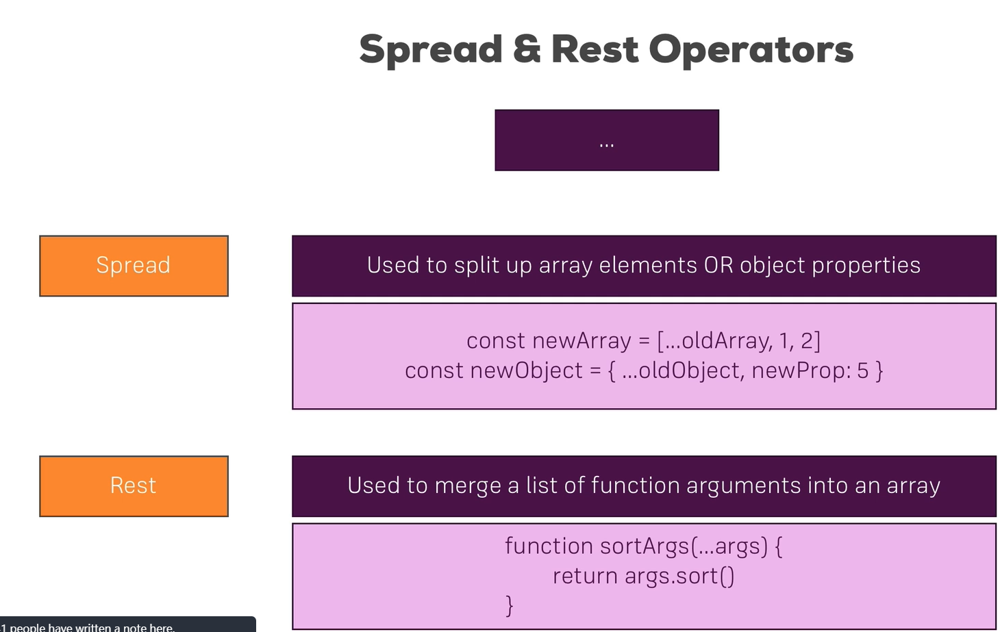 Spread & Rest Operators
...
Spread
Used to split up array elements OR object properties
const newArray = [...oldArray, 1, 2]
const newObject = { ...oldObject, newProp: 5 }
Rest
Used to merge a list of function arguments into an array
function sortArgs(...args) {
return args.sort()
}
1 people have written a note here.